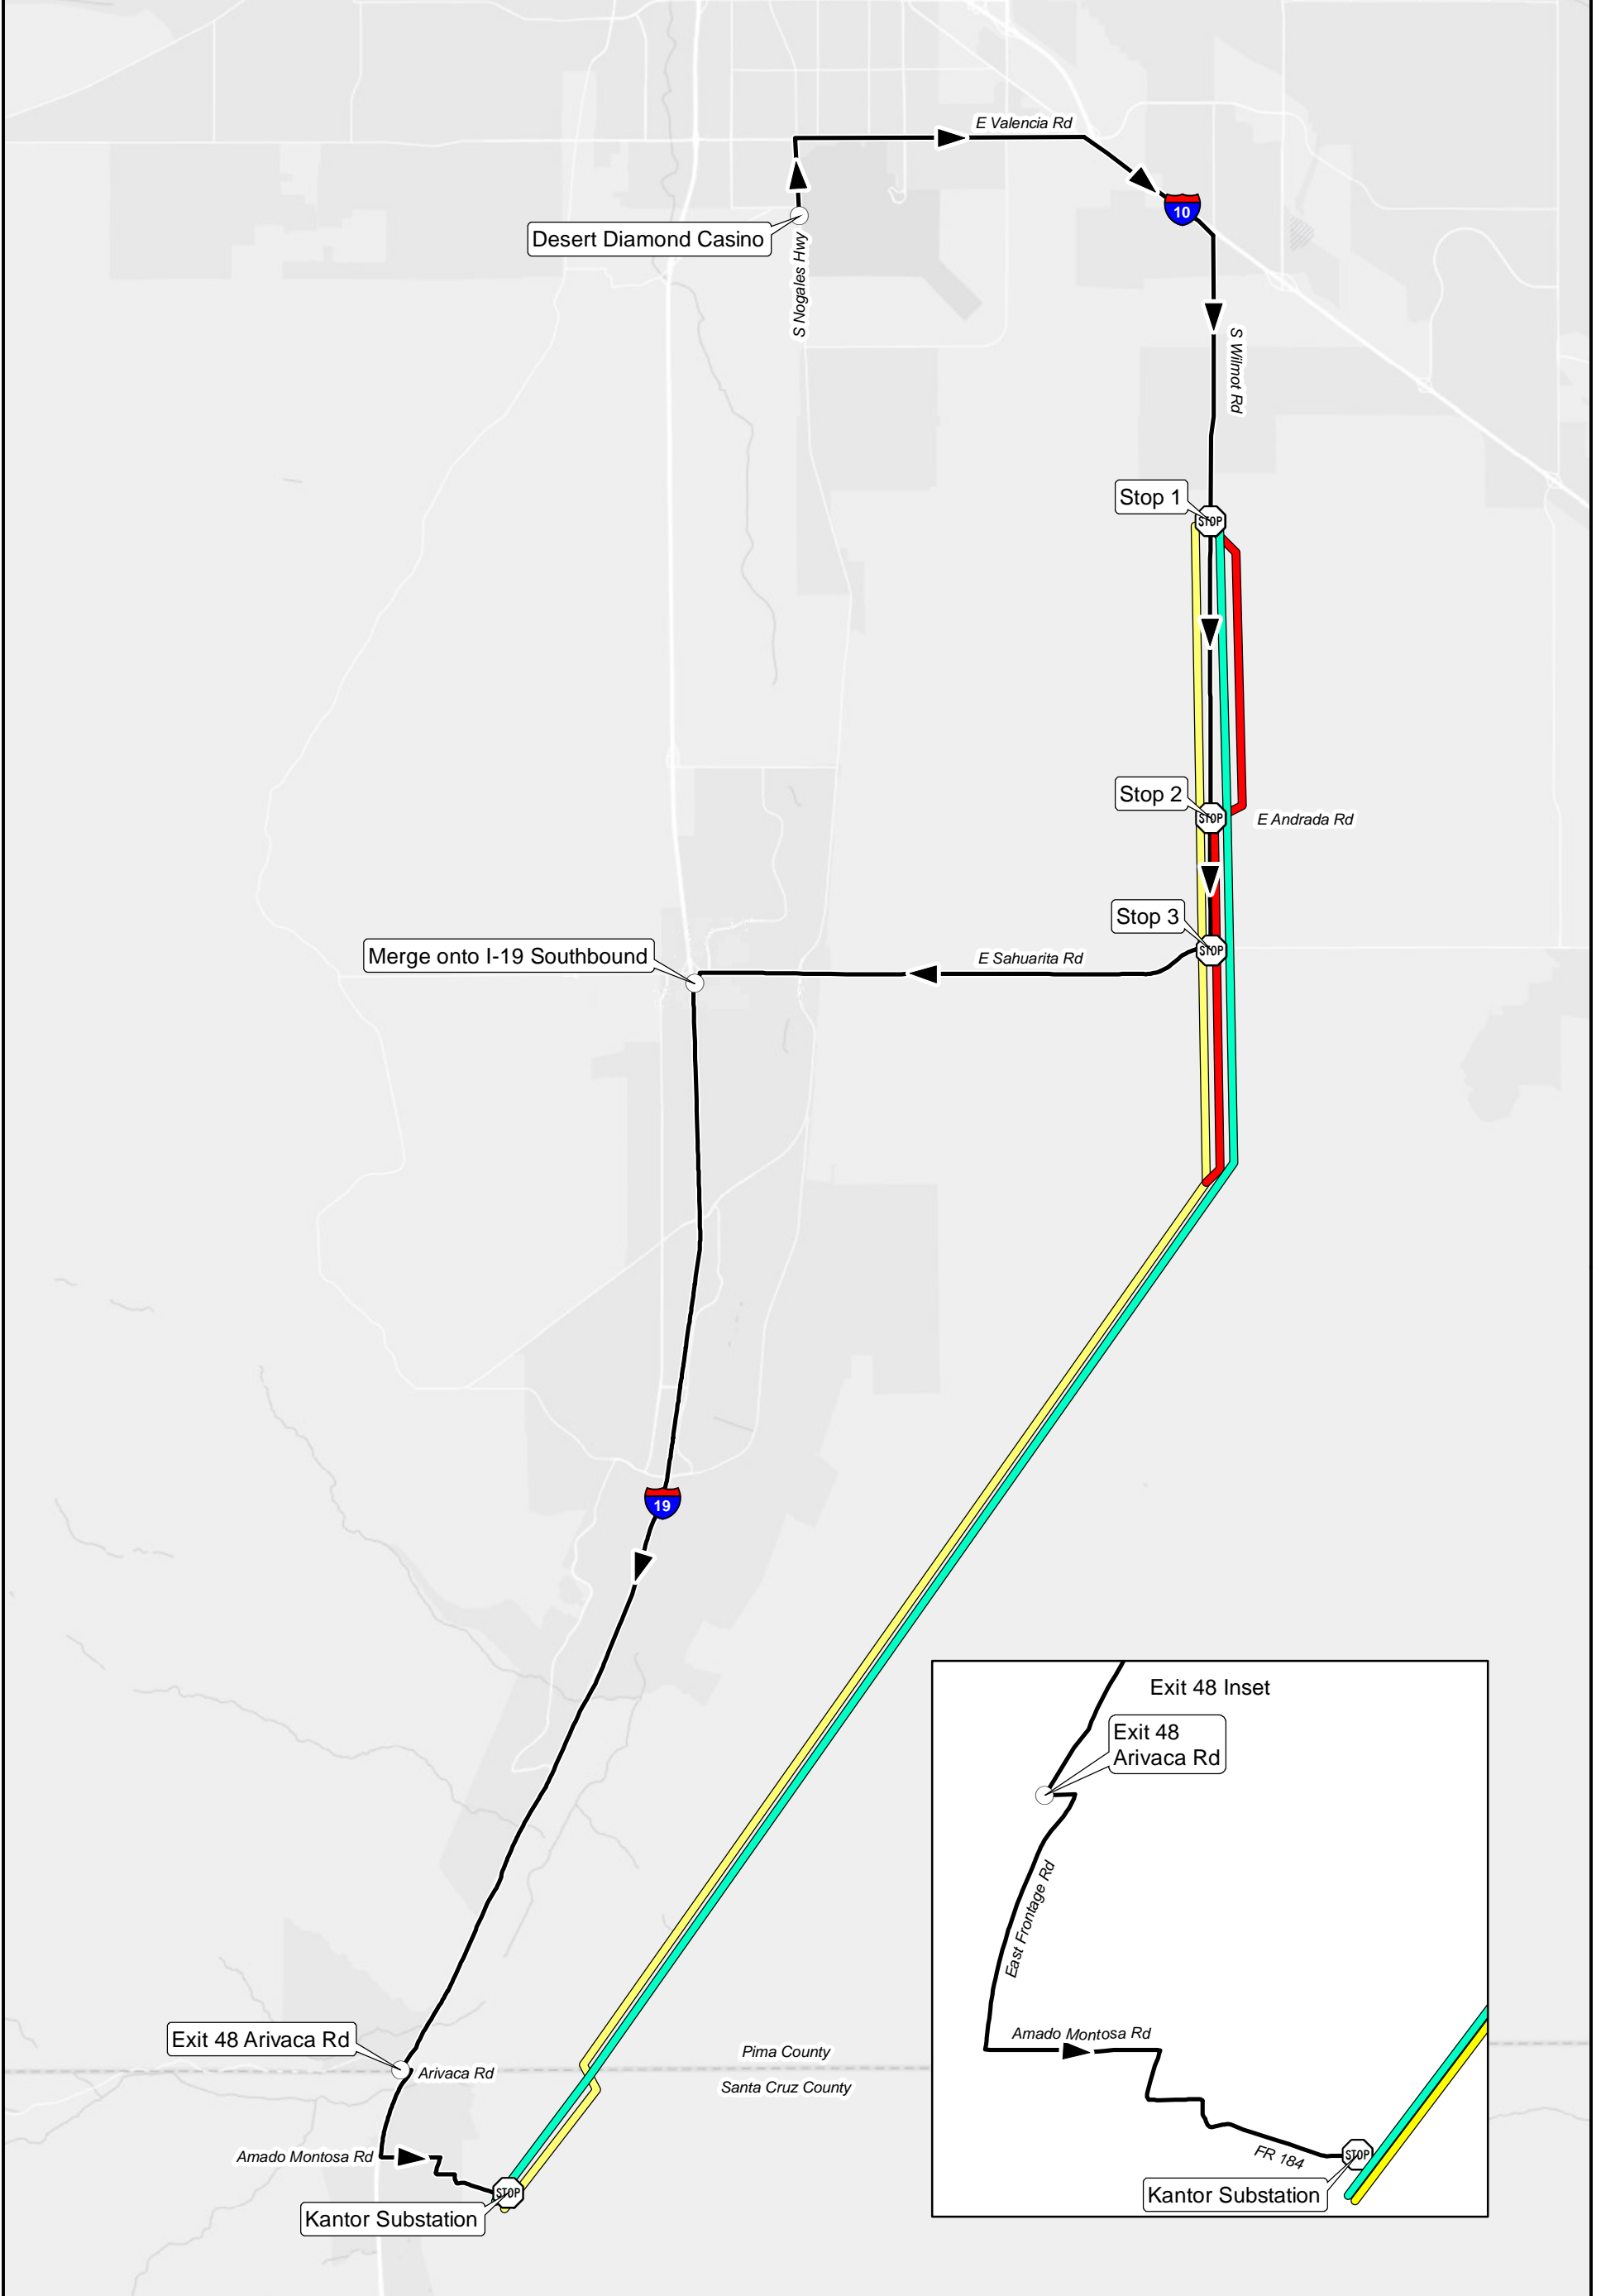 E Valencia Rd
10
Desert Diamond Casino
S Nogales Hwy
S Wilmot Rd
Stop 1
STOP
Stop 2
STOP
E Andrada Rd
Stop 3
STOP
Merge onto I-19 Southbound
E Sahuarita Rd
19
Exit 48 Inset
Exit 48
Arivaca Rd
East Frontage Rd
Amado Montosa Rd
FR 184
STOP
Kantor Substation
Exit 48 Arivaca Rd
Arivaca Rd
Pima County
Santa Cruz County
Amado Montosa Rd
STOP
Kantor Substation